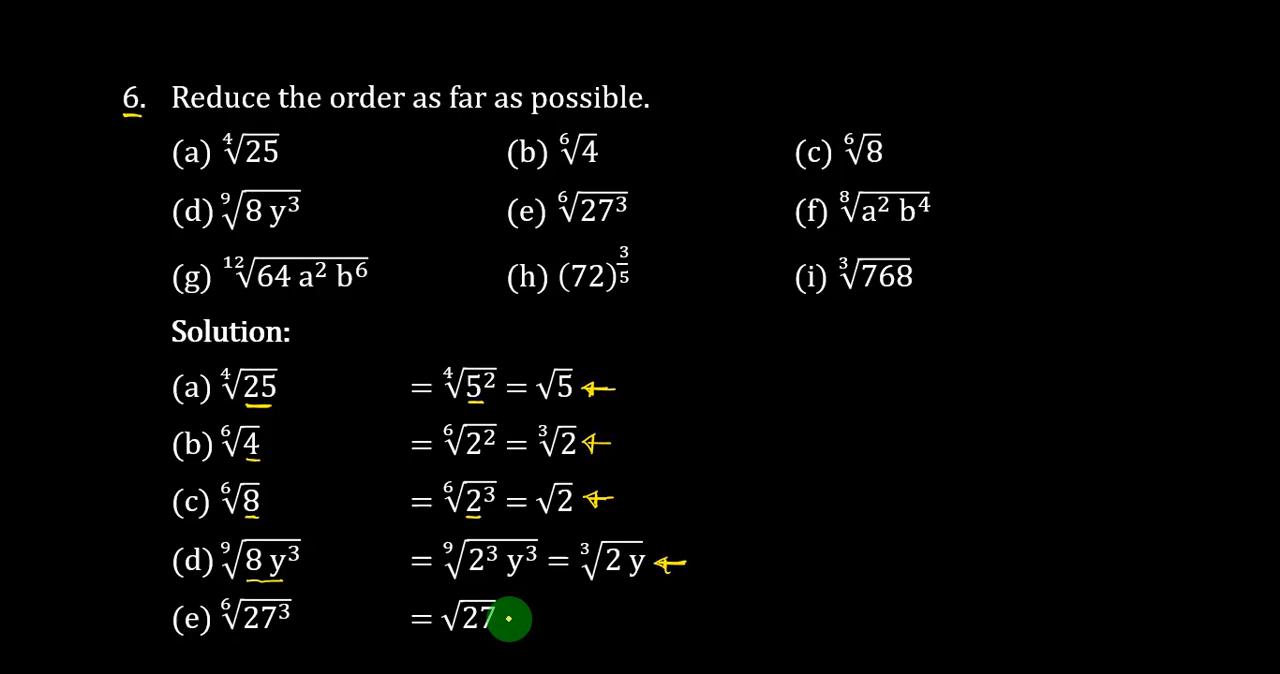 6. Reduce the order as far as possible.
(a) ⁴√25 (b) ⁶√4 (c) ⁶√8
(d) ⁹√(8 y³) (e) ⁶√(27³) (f) ⁸√(a² b⁴)
(g) ¹²√(64 a² b⁶) (h) (72)^(3/5) (i) ³√768
Solution:
(a) ⁴√25 = ⁴√(5²) = √5
(b) ⁶√4 = ⁶√(2²) = ³√2
(c) ⁶√8 = ⁶√(2³) = √2
(d) ⁹√(8 y³) = ⁹√(2³ y³) = ³√(2 y)
(e) ⁶√(27³) = √27